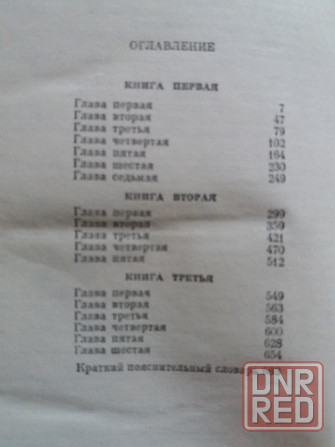 ОГЛАВЛЕНИЕ
КНИГА ПЕРВАЯ
Глава первая 7
Глава вторая 47
Глава третья 79
Глава четвертая 102
Глава пятая 164
Глава шестая 230
Глава седьмая 249
КНИГА ВТОРАЯ
Глава первая 299
Глава вторая 359
Глава третья 421
Глава четвертая 470
Глава пятая 512
КНИГА ТРЕТЬЯ
Глава первая 549
Глава вторая 563
Глава третья 584
Глава четвертая 600
Глава пятая 628
Глава шестая 654
Краткий пояснительный
DNR
RED